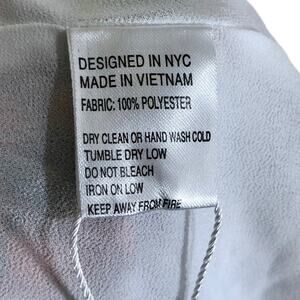 DESIGNED IN NYC
MADE IN VIETNAM
FABRIC: 100% POLYESTER
DRY CLEAN OR HAND WASH COLD
TUMBLE DRY LOW
DO NOT BLEACH
IRON ON LOW
KEEP AWAY FROM FIRE